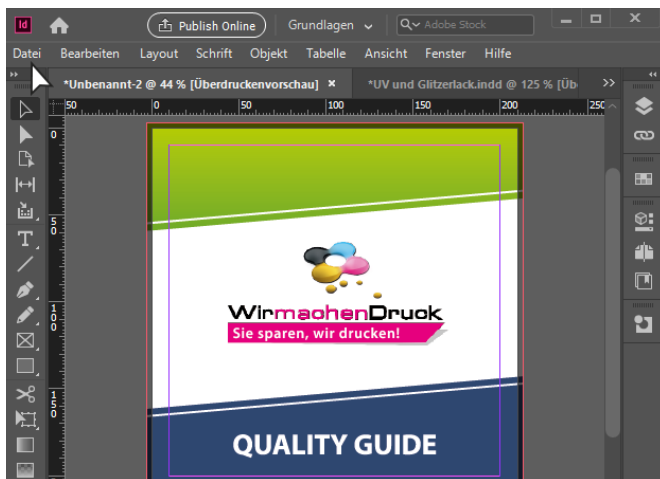 Id Publish Online Grundlagen Adobe Stock
Datei Bearbeiten Layout Schrift Objekt Tabelle Ansicht Fenster Hilfe
*Unbenannt-2 @ 44 % [Überdruckenvorschau] × *UV und Glitzerlack.indd @ 125 % [Üb
50 0 50 100 150 200 250
0
50
100
150
WirmachenDruck
Sie sparen, wir drucken!
QUALITY GUIDE